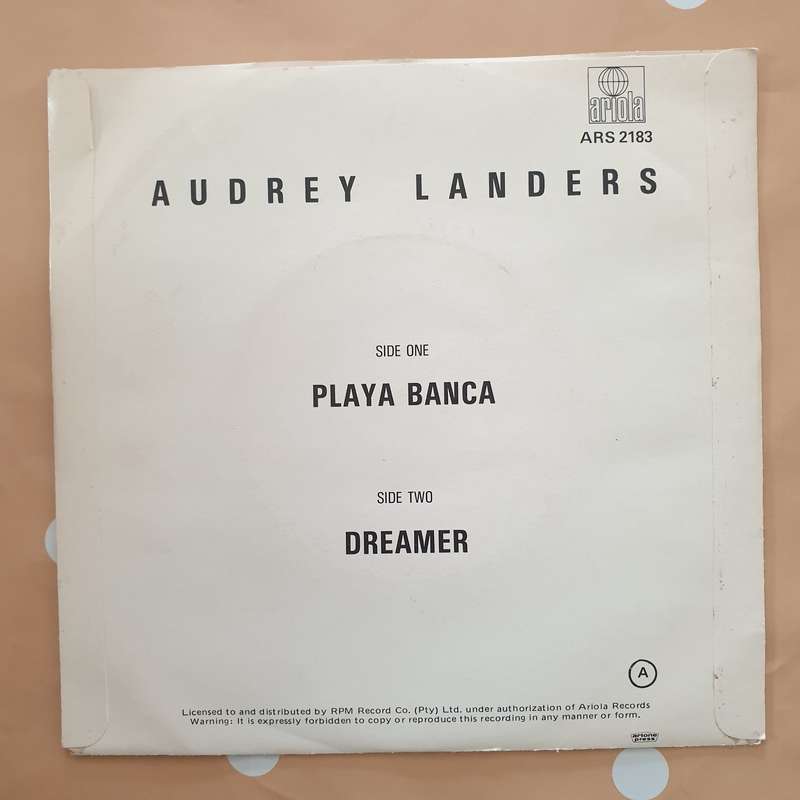 ariola
ARS 2183
AUDREY LANDERS
SIDE ONE
PLAYA BANCA
SIDE TWO
DREAMER
A
Licensed to and distributed by RPM Record Co. (Pty) Ltd. under authorization of Ariola Records
Warning: It is expressly forbidden to copy or reproduce this recording in any manner or form.
artone
press